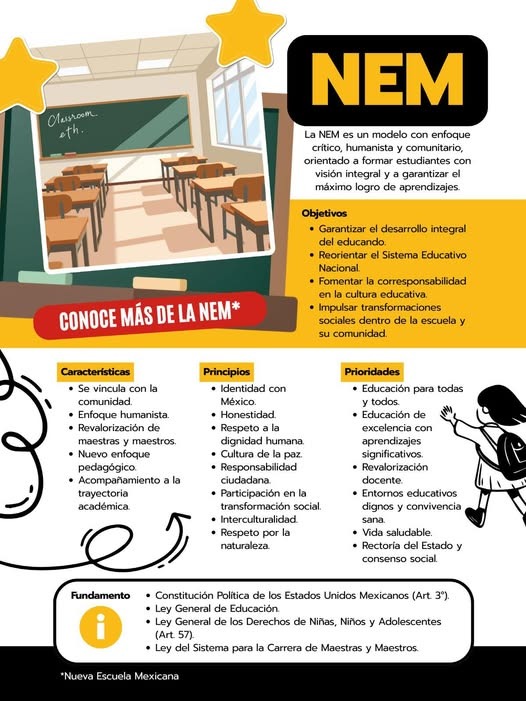 Classroom
eth.
NEM
La NEM es un modelo con enfoque
crítico, humanista y comunitario,
orientado a formar estudiantes con
visión integral y a garantizar el
máximo logro de aprendizajes.
Objetivos
• Garantizar el desarrollo integral
del educando.
• Reorientar el Sistema Educativo
Nacional.
• Fomentar la corresponsabilidad
en la cultura educativa.
• Impulsar transformaciones
sociales dentro de la escuela y
su comunidad.
CONOCE MÁS DE LA NEM*
Características
• Se vincula con la
comunidad.
• Enfoque humanista.
• Revalorización de
maestras y maestros.
• Nuevo enfoque
pedagógico.
• Acompañamiento a la
trayectoria
académica.
Principios
• Identidad con
México.
• Honestidad.
• Respeto a la
dignidad humana.
• Cultura de la paz.
• Responsabilidad
ciudadana.
• Participación en la
transformación social.
• Interculturalidad.
• Respeto por la
naturaleza.
Prioridades
• Educación para todas
y todos.
• Educación de
excelencia con
aprendizajes
significativos.
• Revalorización
docente.
• Entornos educativos
dignos y convivencia
sana.
• Vida saludable.
• Rectoría del Estado y
consenso social.
Fundamento
• Constitución Política de los Estados Unidos Mexicanos (Art. 3°).
• Ley General de Educación.
• Ley General de los Derechos de Niñas, Niños y Adolescentes
(Art. 57).
• Ley del Sistema para la Carrera de Maestras y Maestros.
*Nueva Escuela Mexicana